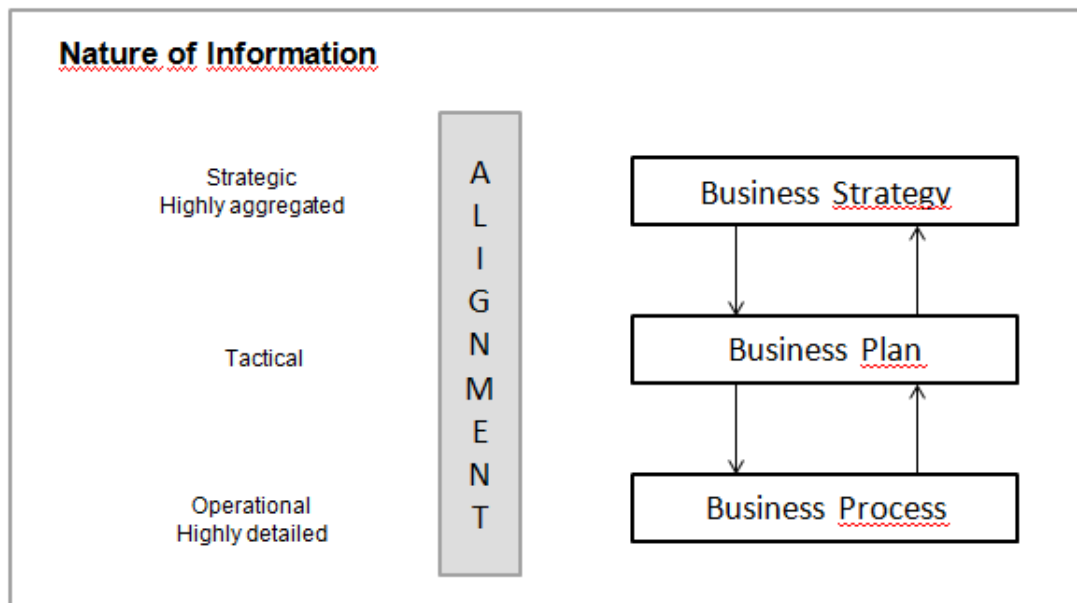 Nature of Information
Strategic
Highly aggregated
Tactical
Operational
Highly detailed
A
L
I
G
N
M
E
N
T
Business Strategy
Business Plan
Business Process